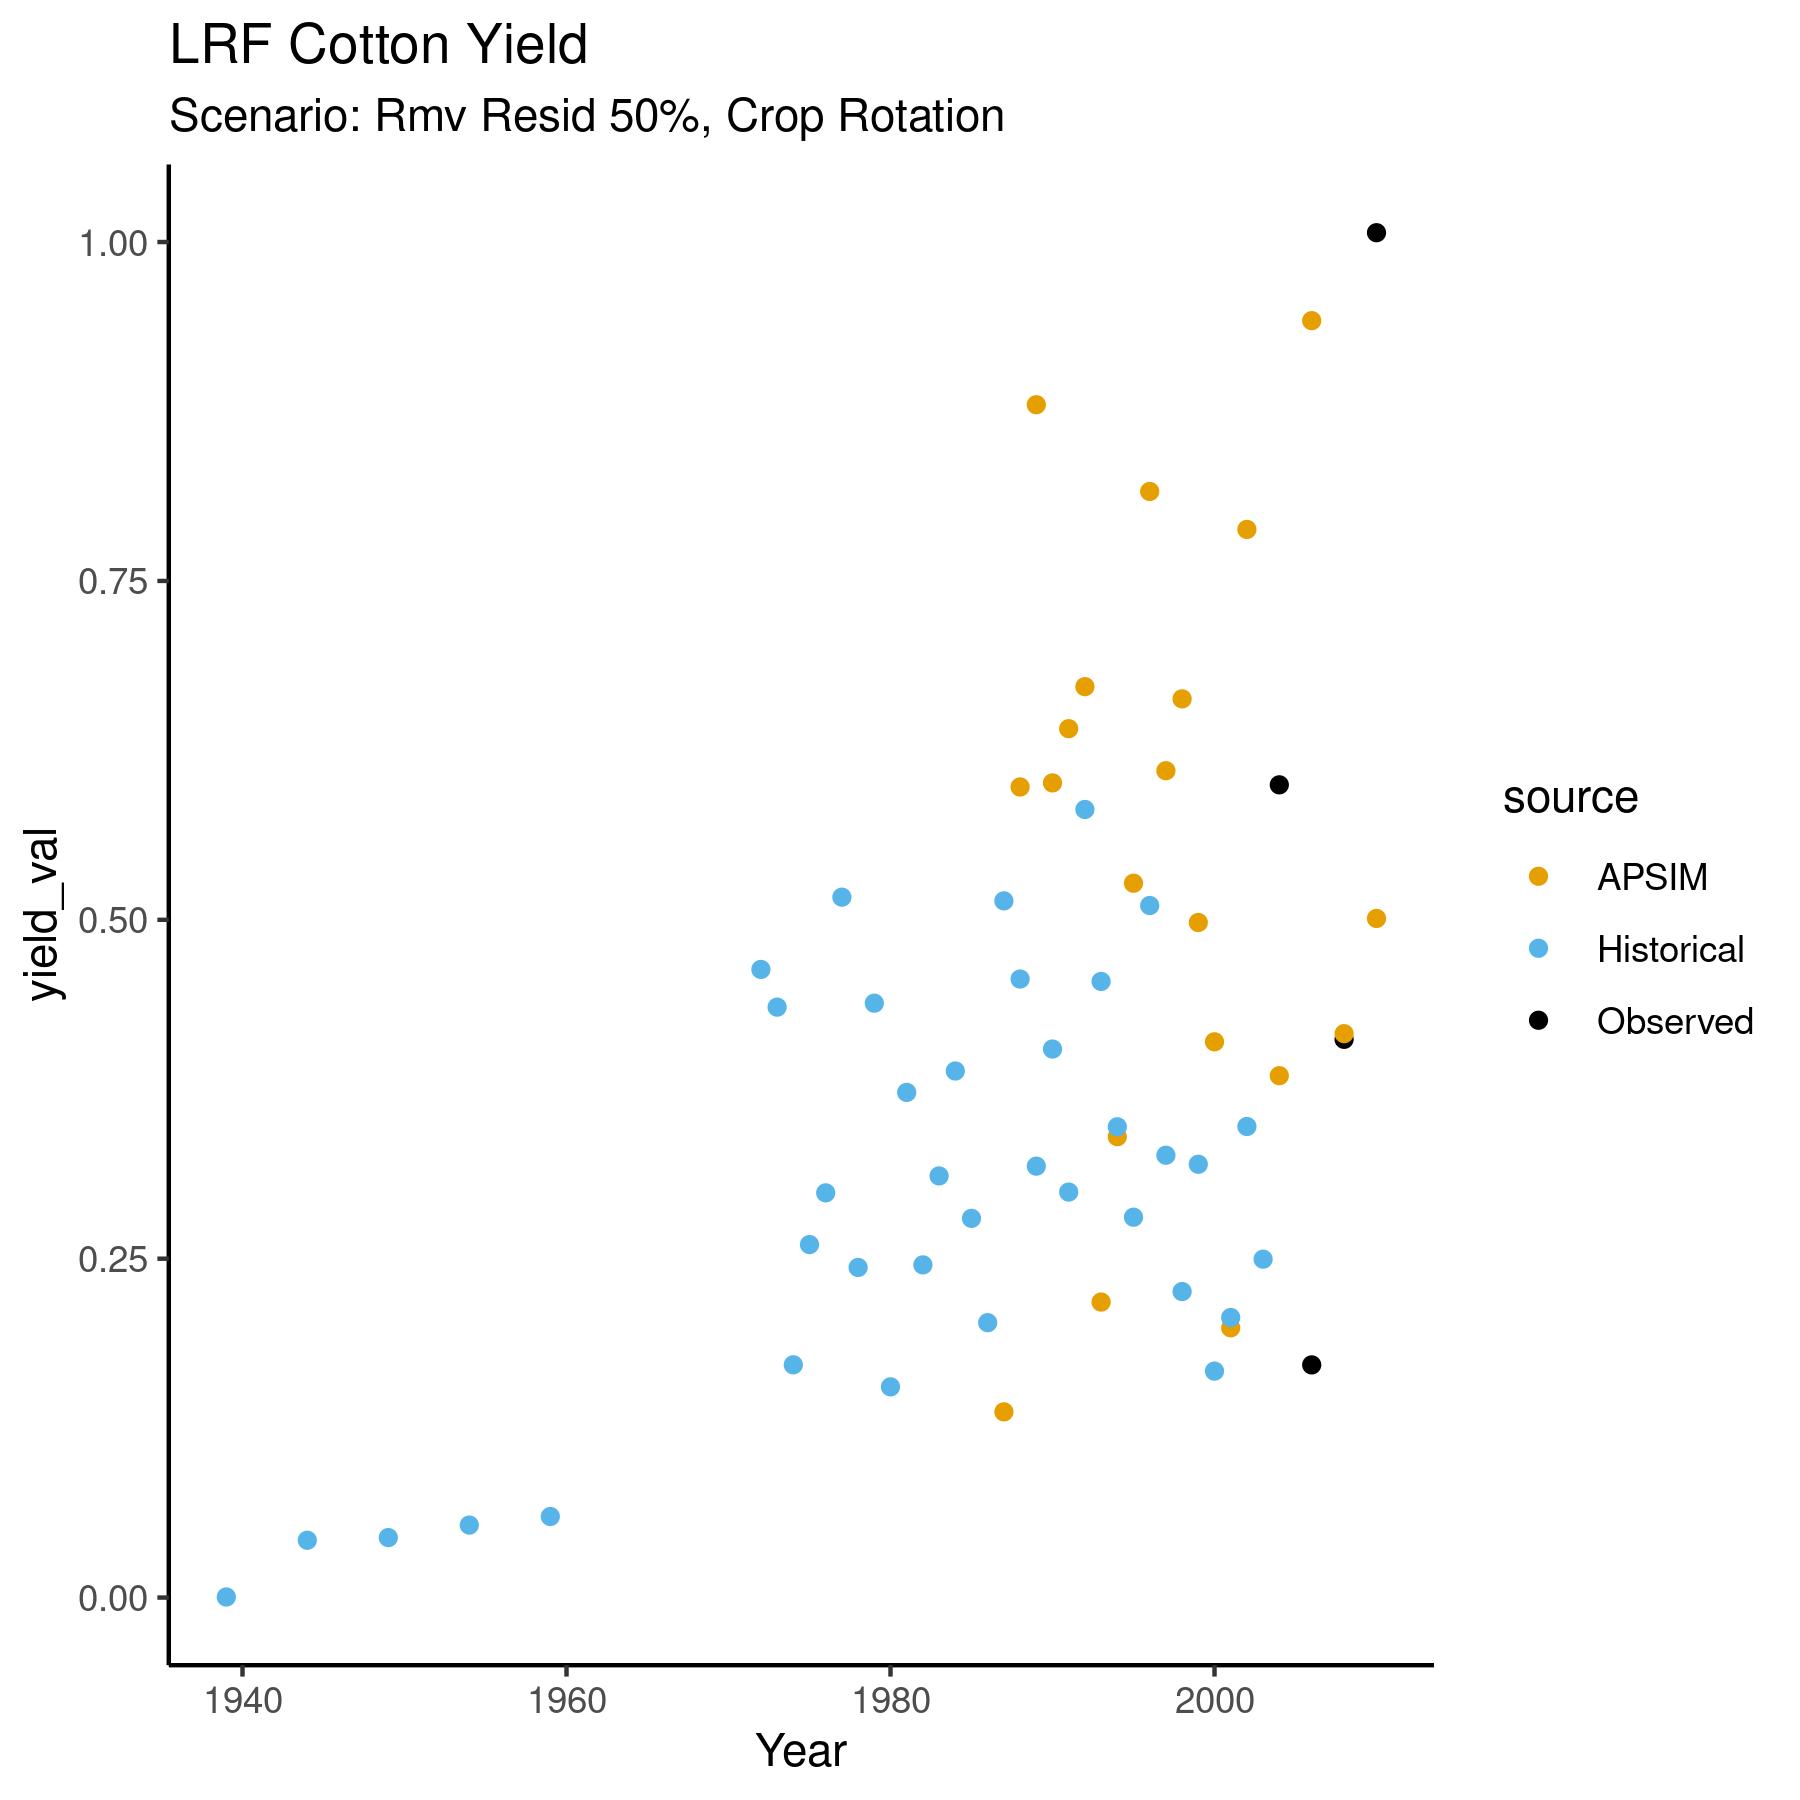 LRF Cotton Yield
Scenario: Rmv Resid 50%, Crop Rotation
yield_val
1.00
0.75
0.50
0.25
0.00
1940 1960 1980 2000
Year
source
APSIM
Historical
Observed